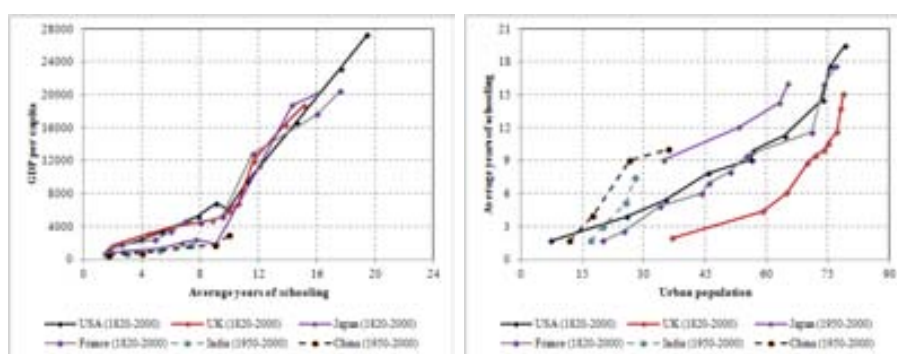 28000
24000
20000
16000
12000
8000
4000
0
GDP per capita
0 4 8 12 16 20 24
Average years of schooling
USA (1820-2000) UK (1820-2000) Japan (1820-2000)
France (1820-2000) India (1950-2000) China (1950-2000)
21
18
15
12
9
6
3
0
Average years of schooling
0 15 30 45 60 75 90
Urban population
USA (1820-2000) UK (1820-2000) Japan (1950-2000)
France (1820-2000) India (1950-2000) China (1950-2000)